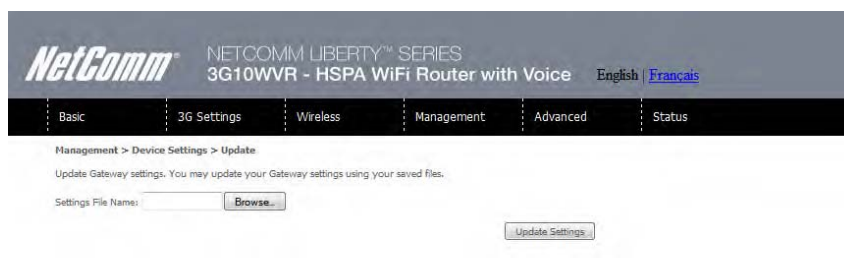 NetComm® NETCOMM LIBERTY™ SERIES
3G10WVR - HSPA WiFi Router with Voice English | Français
Basic 3G Settings Wireless Management Advanced Status
Management > Device Settings > Update
Update Gateway settings. You may update your Gateway settings using your saved files.
Settings File Name: Browse..
Update Settings